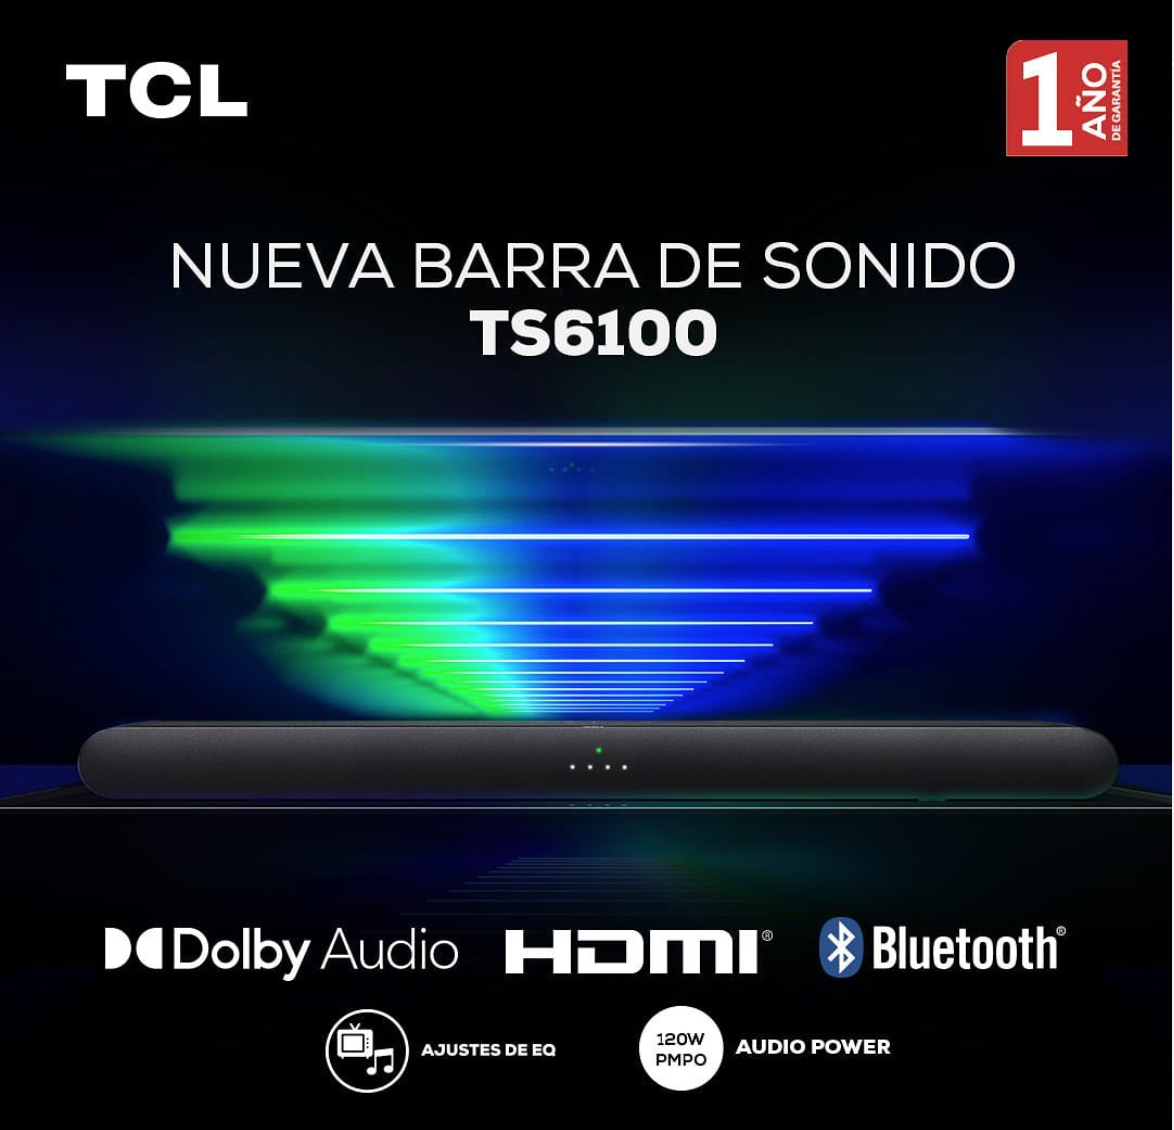 TCL
1 AÑO
DE GARANTÍA
NUEVA BARRA DE SONIDO
TS6100
Dolby Audio
HDMI®
Bluetooth®
AJUSTES DE EQ
120W
PMPO
AUDIO POWER